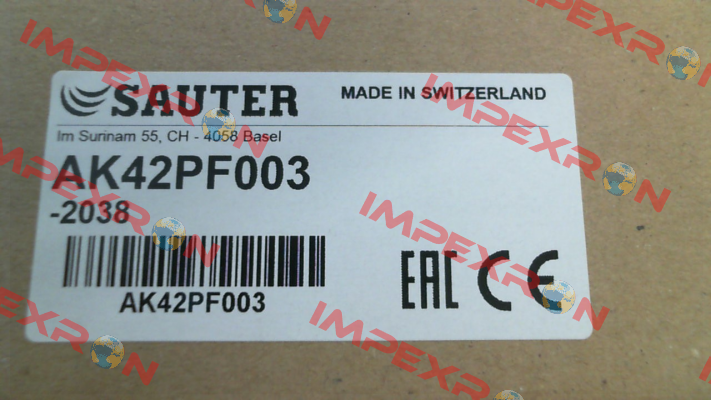 SAUTER
MADE IN SWITZERLAND
Im Surinam 55, CH - 4058 Basel
AK42PF003
-2038
AK42PF003
EAC CE
IMPEXRON
IMPEXRON
IMPEXRON
IMPEXRON
IMPEXRON
IMPEXRON